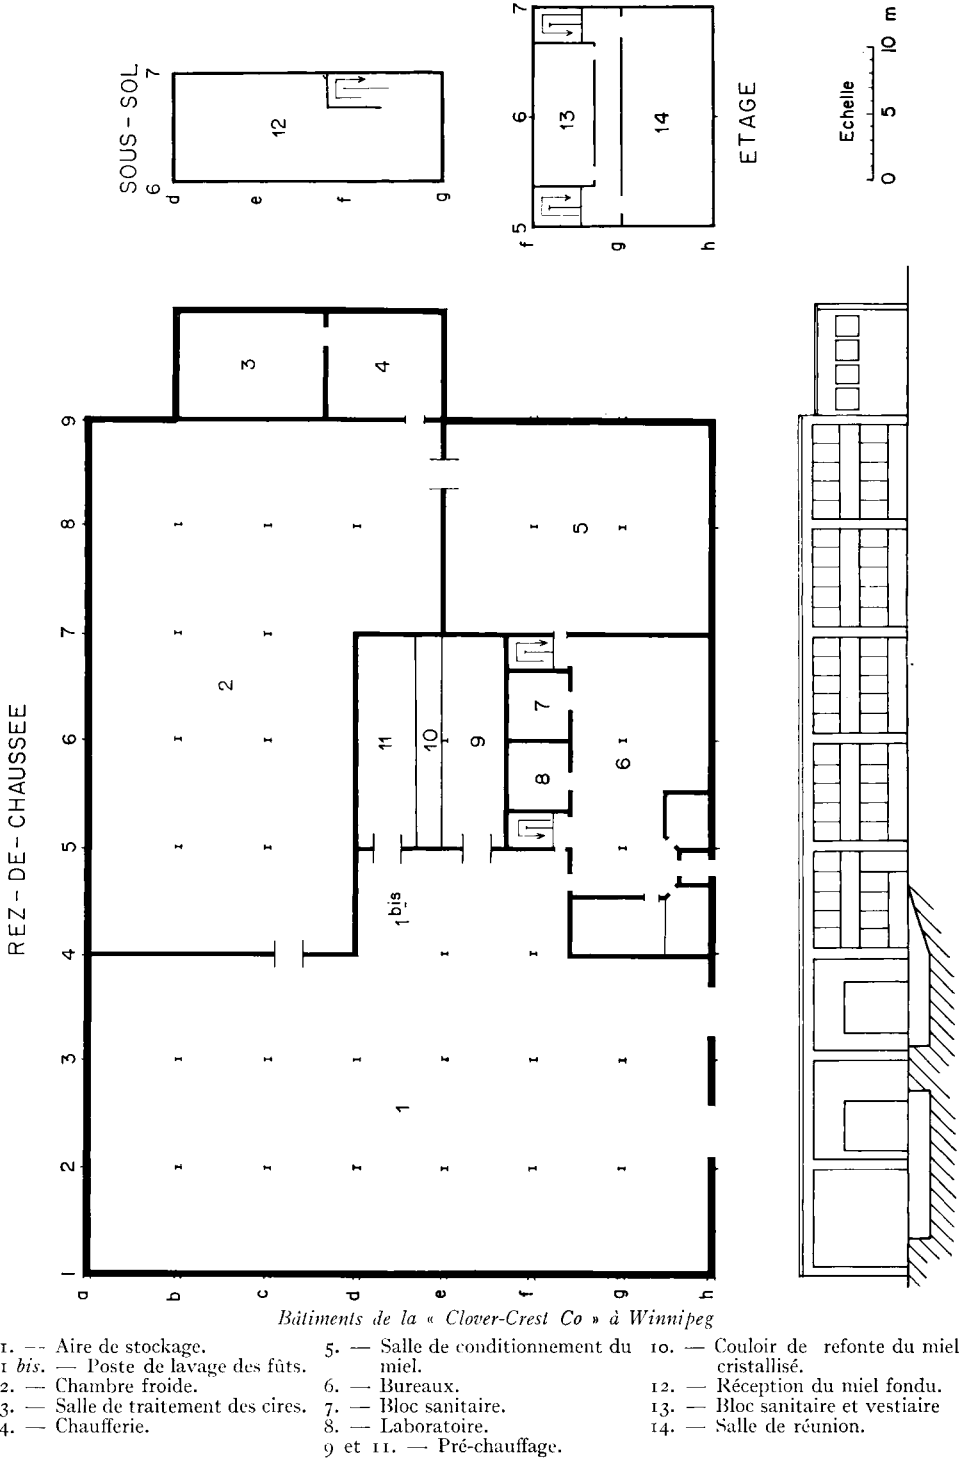 SOUS-SOL
7
6
d
e
f
g
12
ETAGE
7
6
5
f
g
h
13
14
Echelle
0
5
10 m
REZ-DE-CHAUSSEE
9
8
7
6
5
4
3
2
1
a
b
c
d
e
f
g
h
3
4
2
5
11
10
9
7
8
6
1 bis
1
Bâtiments de la « Clover-Crest Co » à Winnipeg
1. — Aire de stockage.
1 bis. — Poste de lavage des fûts.
2. — Chambre froide.
3. — Salle de traitement des cires.
4. — Chaufferie.
5. — Salle de conditionnement du
miel.
6. — Bureaux.
7. — Bloc sanitaire.
8. — Laboratoire.
9 et 11. — Pré-chauffage.
10. — Couloir de refonte du miel
cristallisé.
12. — Réception du miel fondu.
13. — Bloc sanitaire et vestiaire
14. — Salle de réunion.